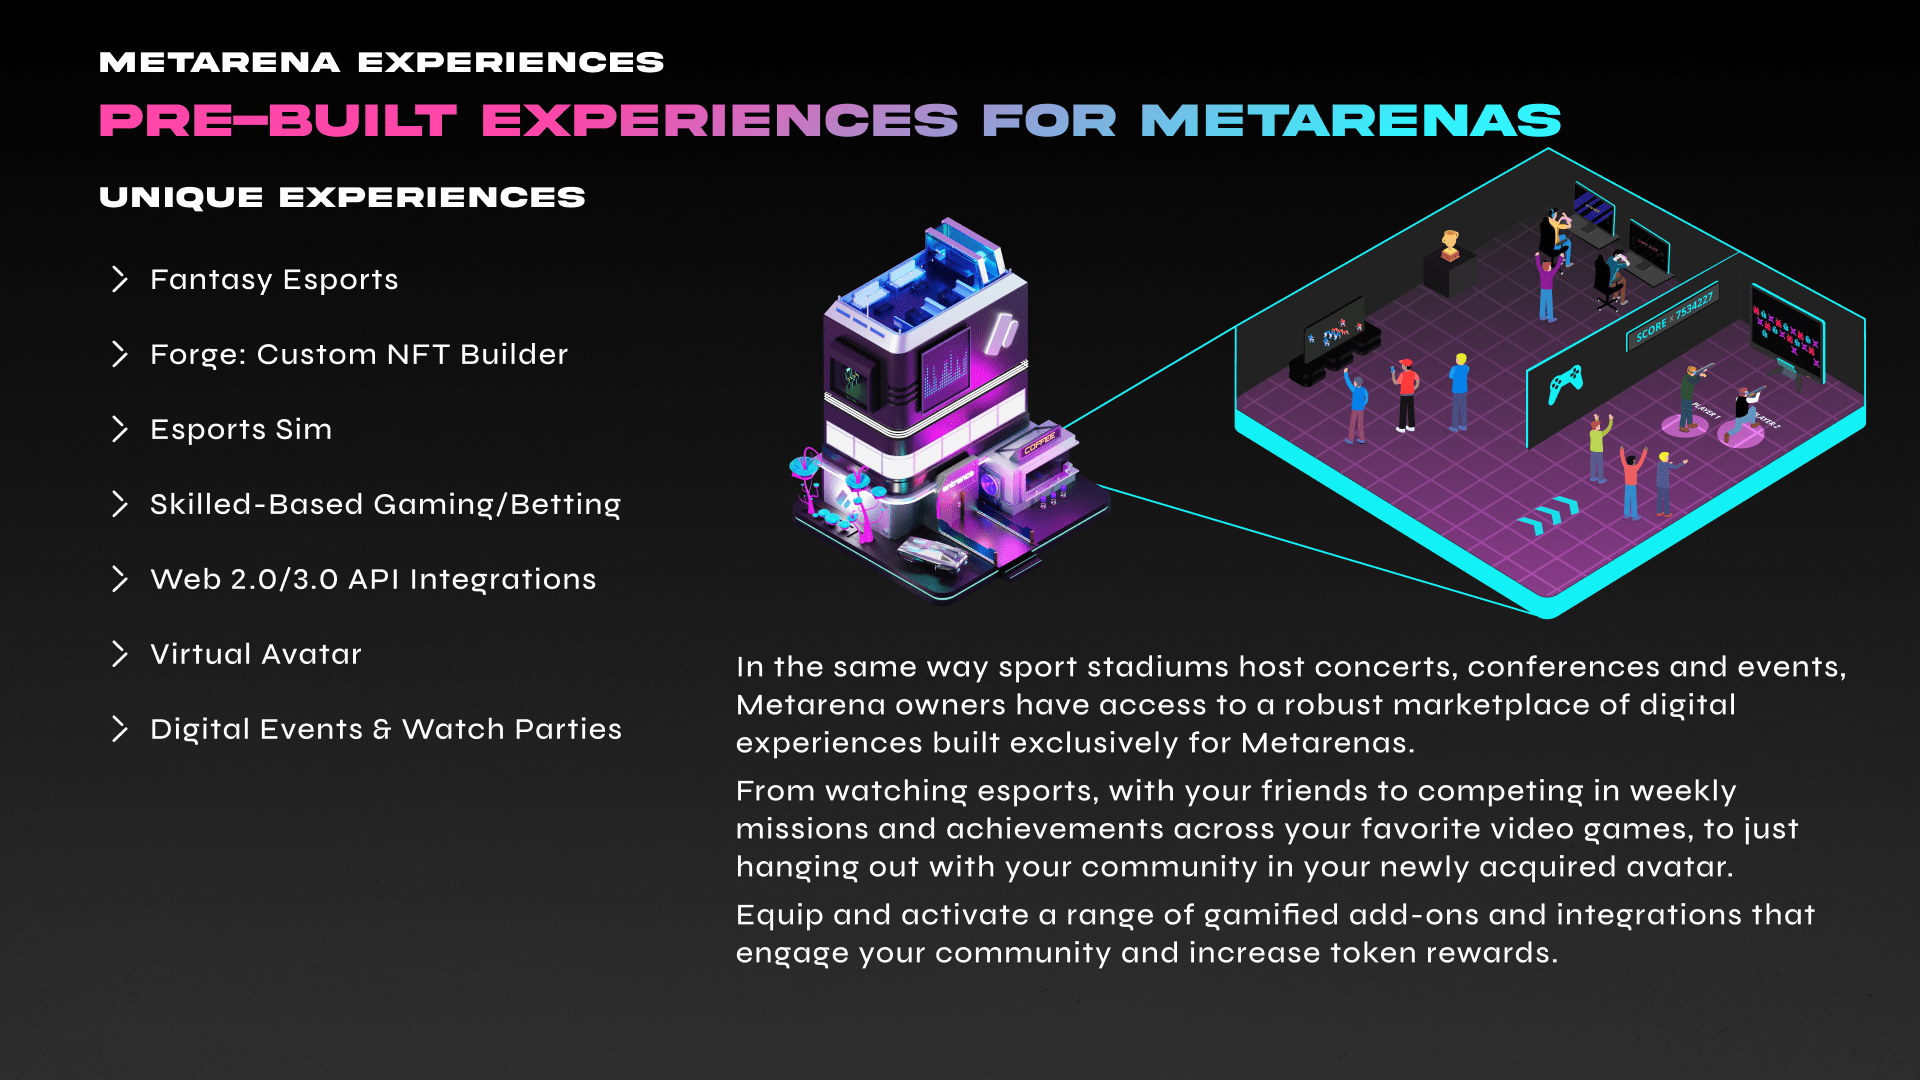 METARENA EXPERIENCES
PRE-BUILT EXPERIENCES FOR METARENAS
UNIQUE EXPERIENCES
Fantasy Esports
Forge: Custom NFT Builder
Esports Sim
Skilled-Based Gaming/Betting
Web 2.0/3.0 API Integrations
Virtual Avatar
Digital Events & Watch Parties
entrance
COFFEE
SCORE × 7534227
PLAYER 1
PLAYER 2
In the same way sport stadiums host concerts, conferences and events,
Metarena owners have access to a robust marketplace of digital
experiences built exclusively for Metarenas.
From watching esports, with your friends to competing in weekly
missions and achievements across your favorite video games, to just
hanging out with your community in your newly acquired avatar.
Equip and activate a range of gamified add-ons and integrations that
engage your community and increase token rewards.